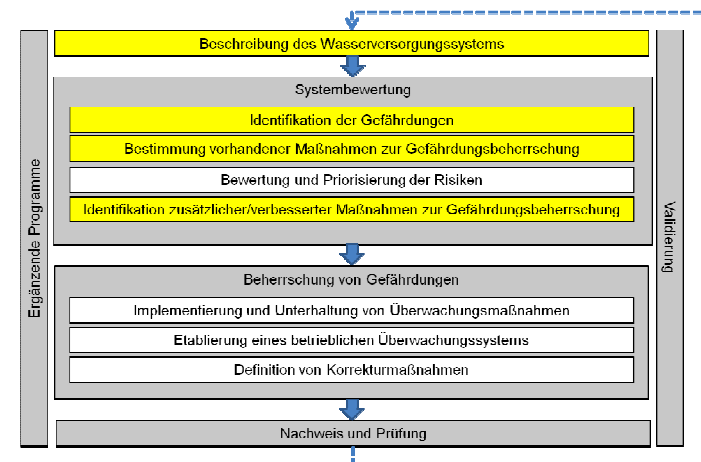 Beschreibung des Wasserversorgungssystems
Systembewertung
Identifikation der Gefährdungen
Bestimmung vorhandener Maßnahmen zur Gefährdungsbeherrschung
Bewertung und Priorisierung der Risiken
Identifikation zusätzlicher/verbesserter Maßnahmen zur Gefährdungsbeherrschung
Beherrschung von Gefährdungen
Implementierung und Unterhaltung von Überwachungsmaßnahmen
Etablierung eines betrieblichen Überwachungssystems
Definition von Korrekturmaßnahmen
Nachweis und Prüfung
Ergänzende Programme
Validierung